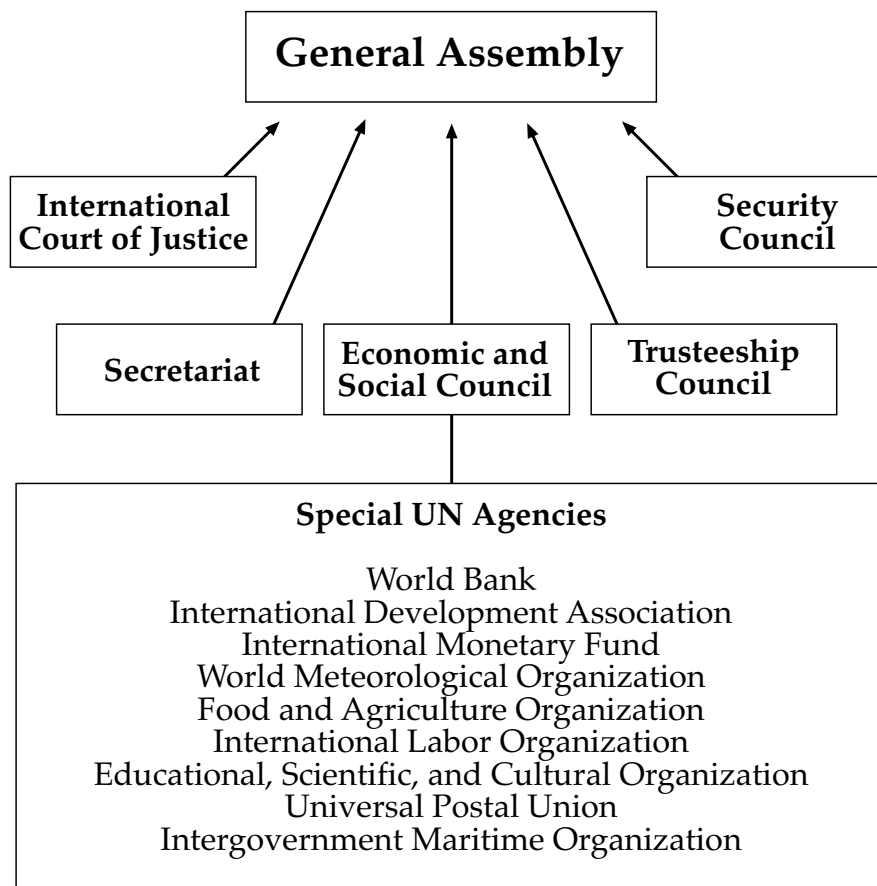 General Assembly
International
Court of Justice
Security
Council
Secretariat
Economic and
Social Council
Trusteeship
Council
Special UN Agencies
World Bank
International Development Association
International Monetary Fund
World Meteorological Organization
Food and Agriculture Organization
International Labor Organization
Educational, Scientific, and Cultural Organization
Universal Postal Union
Intergovernment Maritime Organization